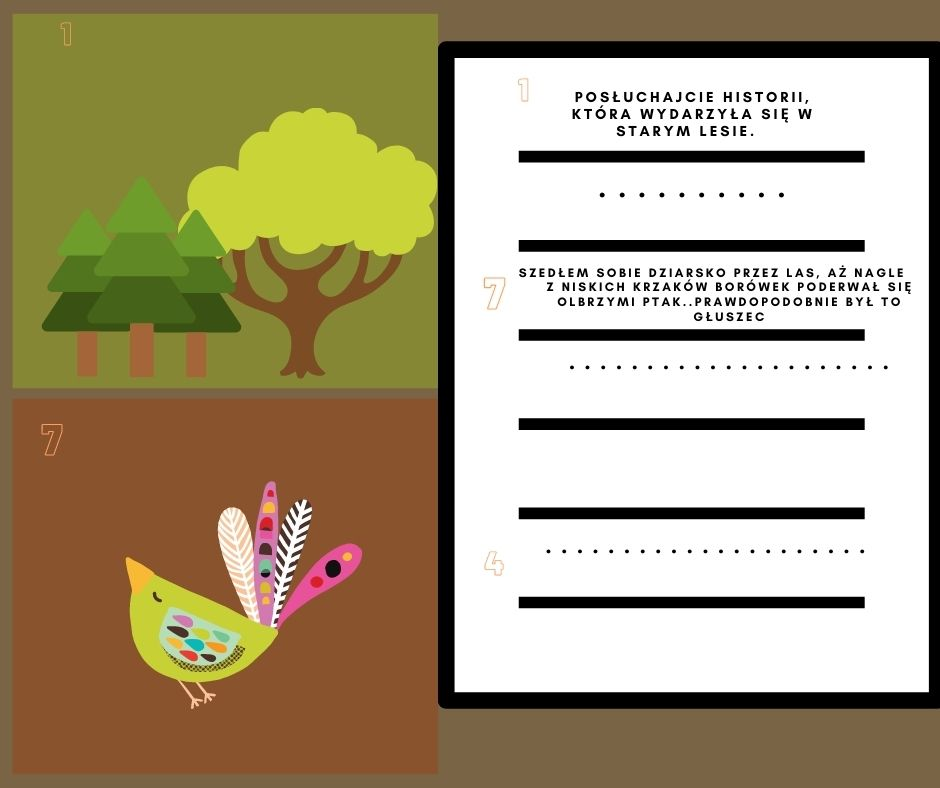 1
7
1
POSŁUCHAJCIE HISTORII,
KTÓRA WYDARZYŁA SIĘ W
STARYM LESIE.
. . . . . . . . . .
7
SZEDŁEM SOBIE DZIARSKO PRZEZ LAS, AŻ NAGLE
Z NISKICH KRZAKÓW BORÓWEK PODERWAŁ SIĘ
OLBRZYMI PTAK..PRAWDOPODOBNIE BYŁ TO
GŁUSZEC
. . . . . . . . . . . . . . . . . . . . .
4
. . . . . . . . . . . . . . . . . . . . .